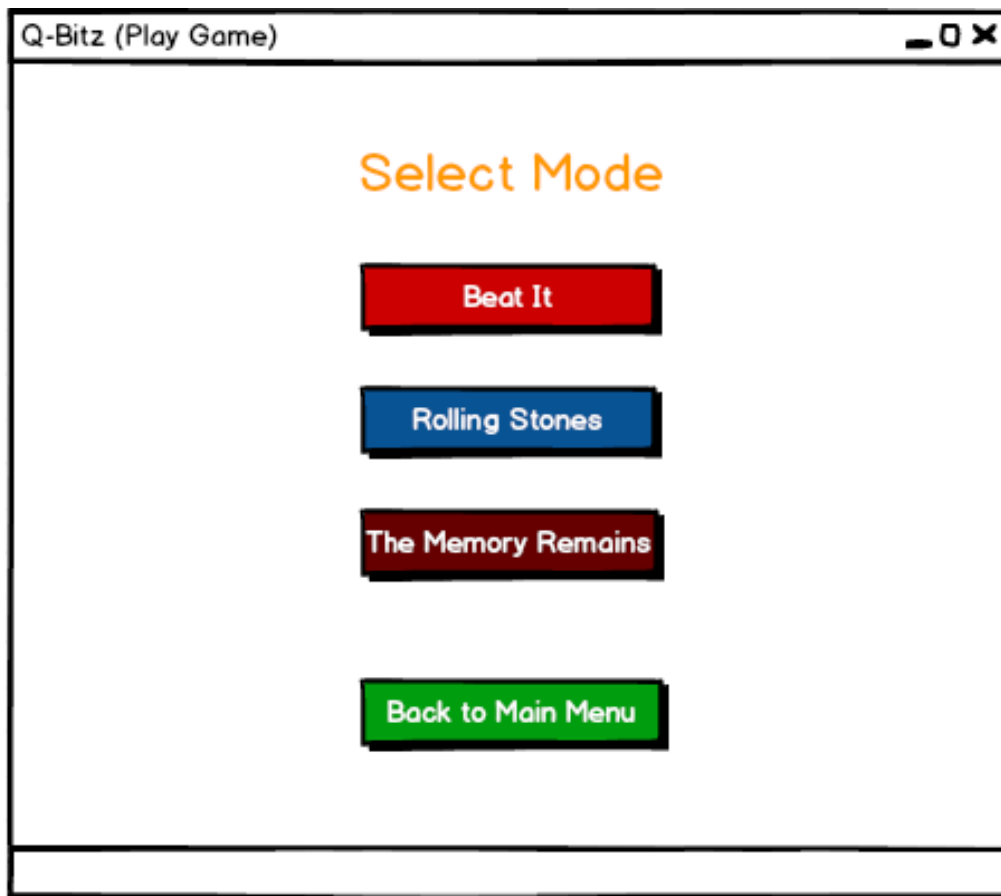 Q-Bitz (Play Game)
Select Mode
Beat It
Rolling Stones
The Memory Remains
Back to Main Menu